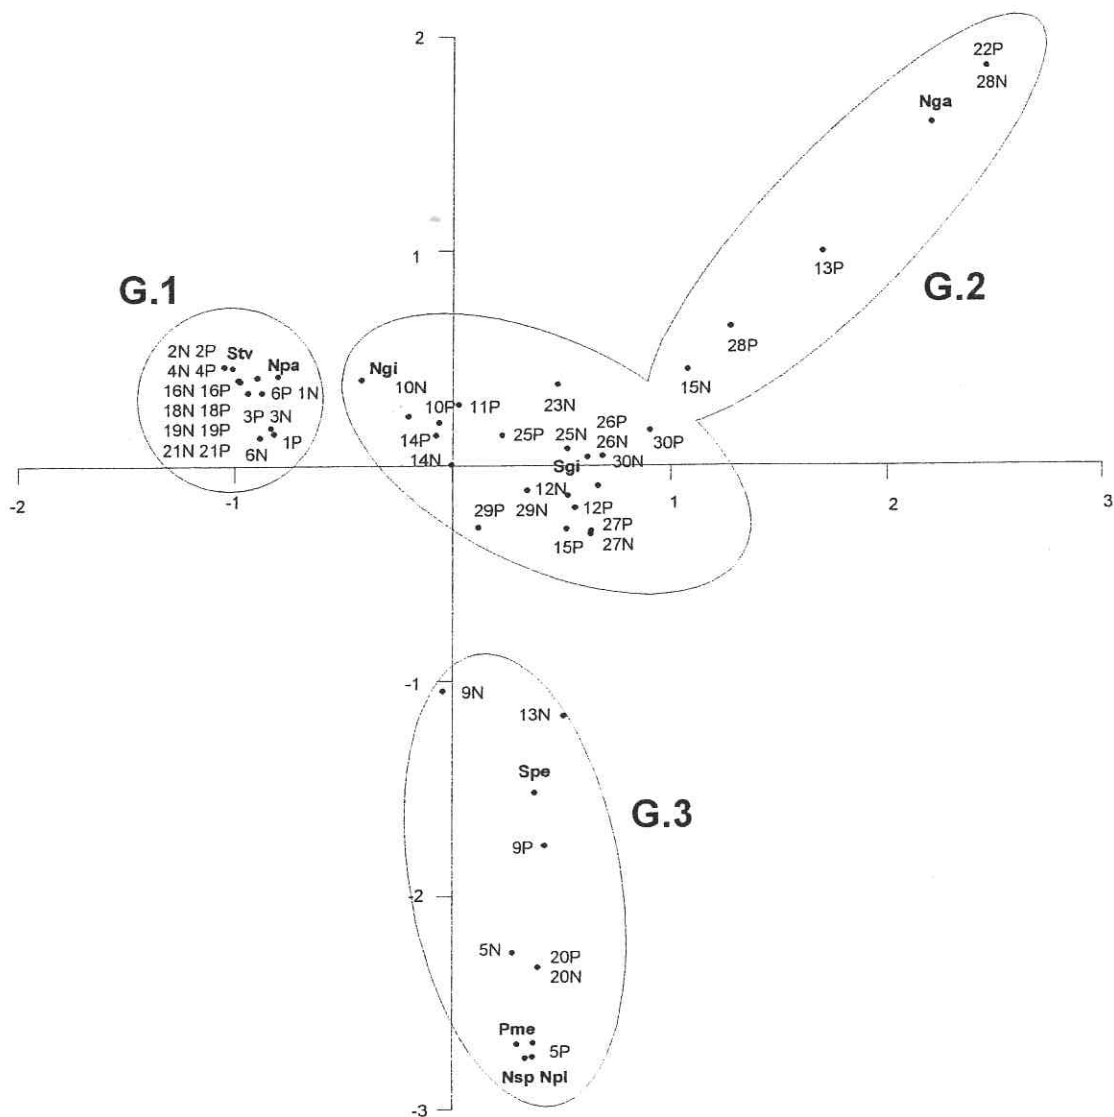 2
22P
28N
Nga
1
13P
G.2
G.1
28P
2N 2P Stv
4N 4P Npa
16N 16P 6P 1N
18N 18P 3P 3N
19N 19P 1P
21N 21P 6N
Ngi
10N
10P 11P
14P
14N
23N
15N
25P 25N 26P
26N
30P
Sgi 30N
-2 -1 1 2 3
12N
29P 29N 12P
27P
15P 27N
-1
9N
13N
Spe
G.3
9P
-2
5N 20P
20N
Pme
5P
Nsp Npi
-3